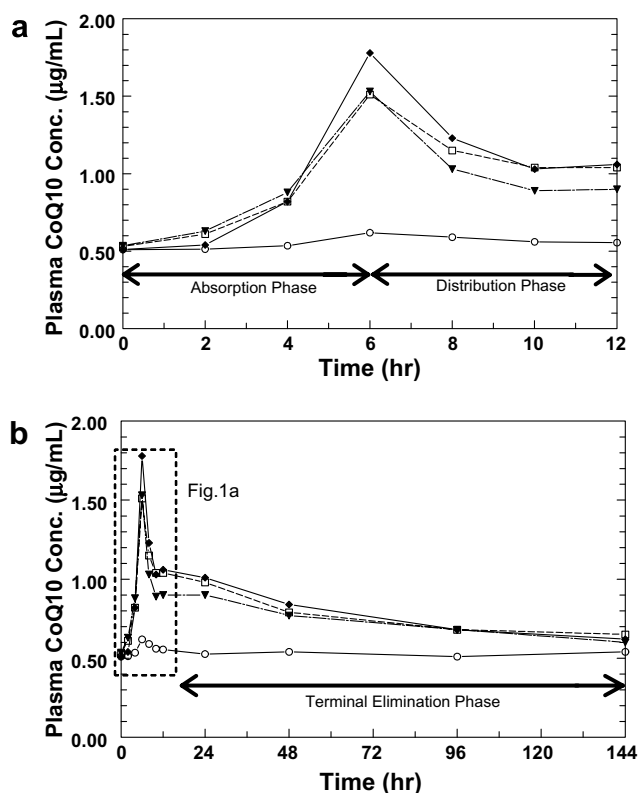 a
Plasma CoQ10 Conc. (µg/mL)
2.00
1.50
1.00
0.50
0.00
Absorption Phase
Distribution Phase
0 2 4 6 8 10 12
Time (hr)
b
Plasma CoQ10 Conc. (µg/mL)
2.00
1.50
1.00
0.50
0.00
Fig.1a
Terminal Elimination Phase
0 24 48 72 96 120 144
Time (hr)